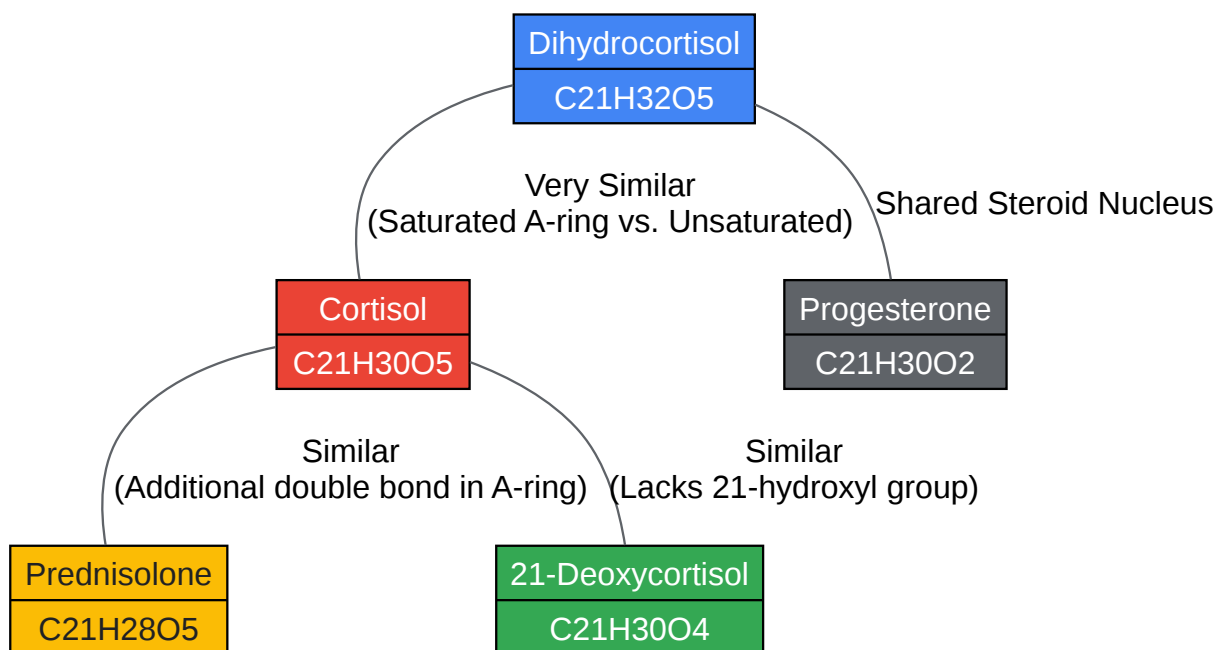 Dihydrocortisol
C21H32O5
Very Similar
(Saturated A-ring vs. Unsaturated)
Shared Steroid Nucleus
Cortisol
C21H30O5
Progesterone
C21H30O2
Similar
(Additional double bond in A-ring)
Similar
(Lacks 21-hydroxyl group)
Prednisolone
C21H28O5
21-Deoxycortisol
C21H30O4